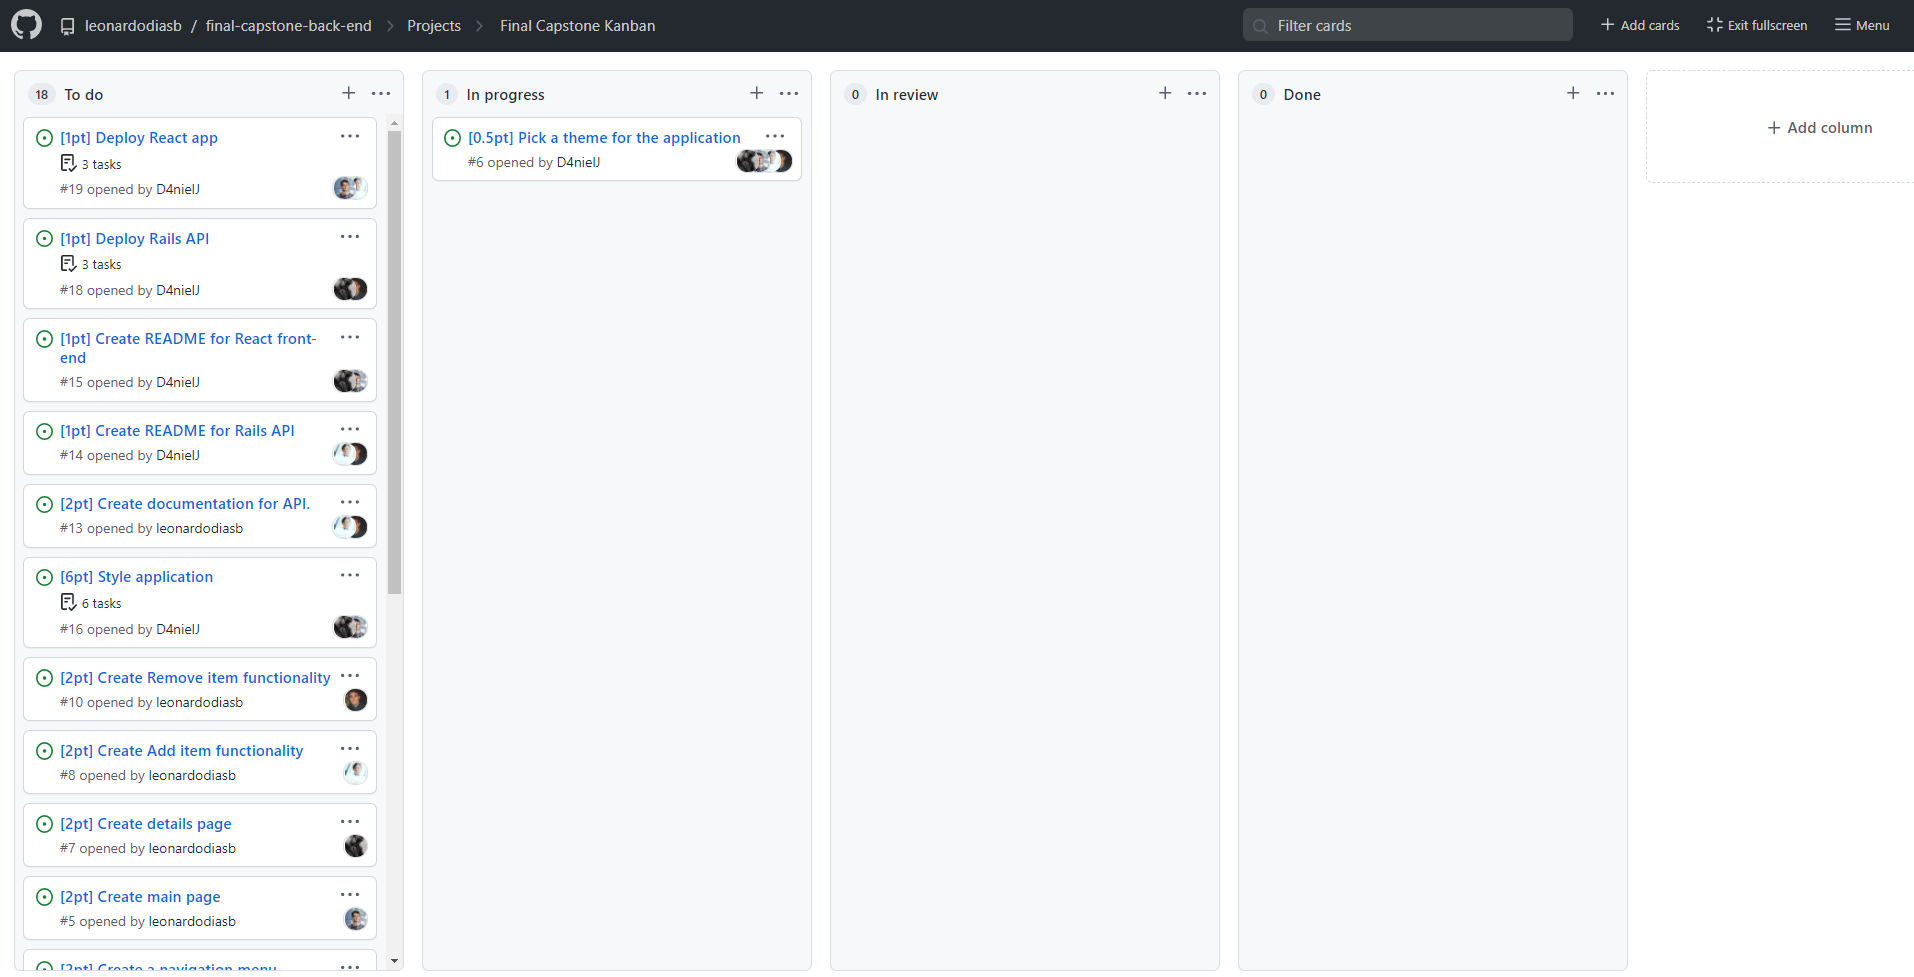 leonardodiasb / final-capstone-back-end > Projects > Final Capstone Kanban
Filter cards
+ Add cards
Exit fullscreen
Menu
18 To do
[1pt] Deploy React app
3 tasks
#19 opened by D4nielJ
[1pt] Deploy Rails API
3 tasks
#18 opened by D4nielJ
[1pt] Create README for React front-
end
#15 opened by D4nielJ
[1pt] Create README for Rails API
#14 opened by D4nielJ
[2pt] Create documentation for API.
#13 opened by leonardodiasb
[6pt] Style application
6 tasks
#16 opened by D4nielJ
[2pt] Create Remove item functionality
#10 opened by leonardodiasb
[2pt] Create Add item functionality
#8 opened by leonardodiasb
[2pt] Create details page
#7 opened by leonardodiasb
[2pt] Create main page
#5 opened by leonardodiasb
[2pt] Create a navigation menu
1 In progress
[0.5pt] Pick a theme for the application
#6 opened by D4nielJ
0 In review
0 Done
+ Add column